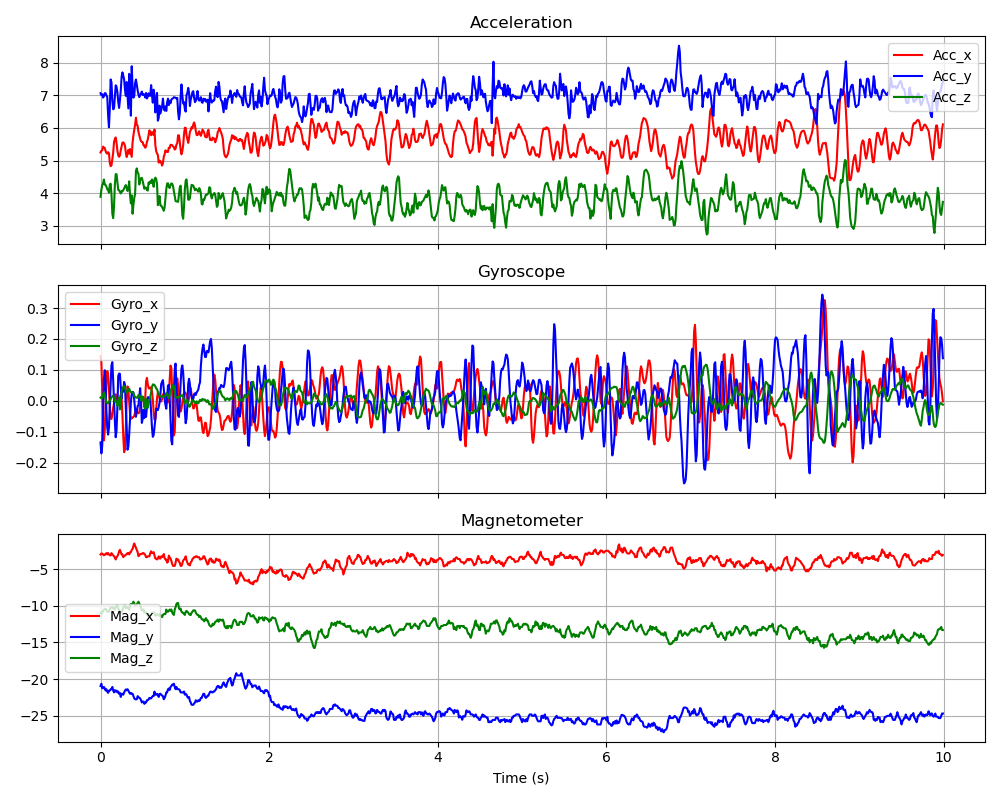 Acceleration
8
7
6
5
4
3
Acc_x
Acc_y
Acc_z
Gyroscope
0.3
0.2
0.1
0.0
−0.1
−0.2
Gyro_x
Gyro_y
Gyro_z
Magnetometer
−5
−10
−15
−20
−25
Mag_x
Mag_y
Mag_z
0 2 4 6 8 10
Time (s)